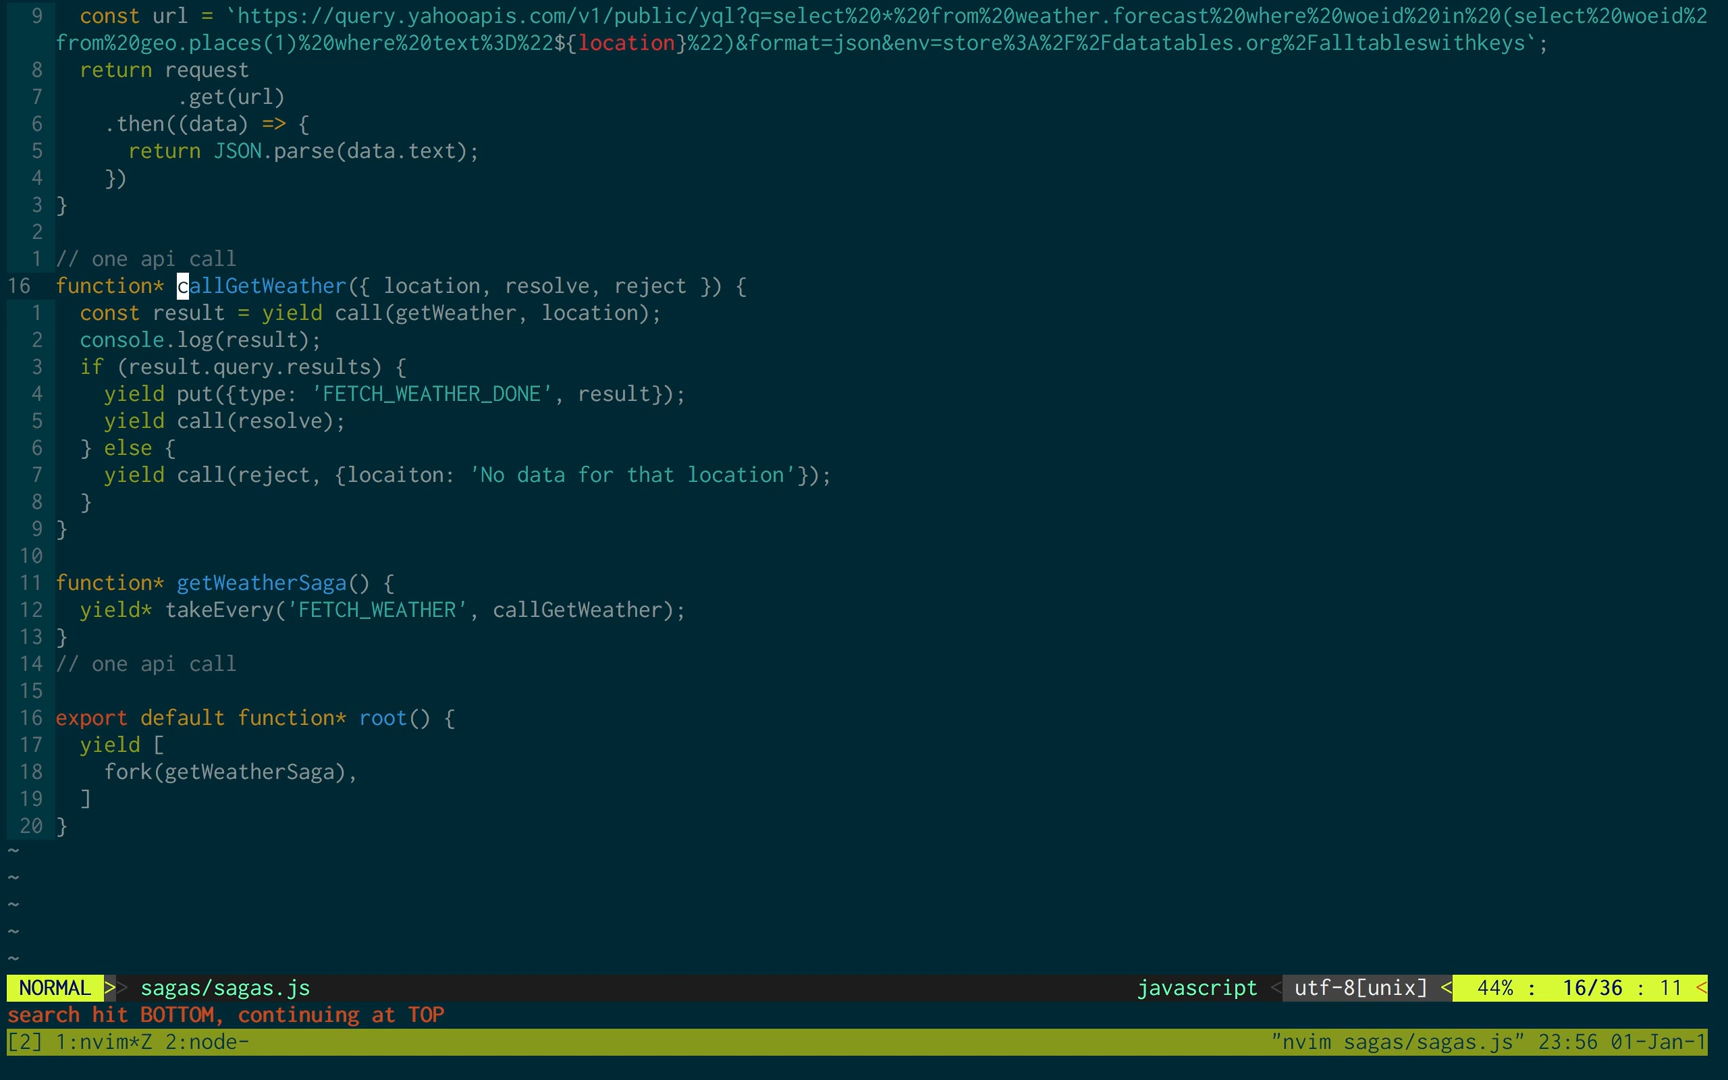 9   const url = `https://query.yahooapis.com/v1/public/yql?q=select%20*%20from%20weather.forecast%20where%20woeid%20in%20(select%20woeid%2
from%20geo.places(1)%20where%20text%3D%22${location}%22)&format=json&env=store%3A%2F%2Fdatatables.org%2Falltableswithkeys`;
8   return request
7           .get(url)
6     .then((data) => {
5       return JSON.parse(data.text);
4     })
3 }
2
1 // one api call
16 function* callGetWeather({ location, resolve, reject }) {
1   const result = yield call(getWeather, location);
2   console.log(result);
3   if (result.query.results) {
4     yield put({type: 'FETCH_WEATHER_DONE', result});
5     yield call(resolve);
6   } else {
7     yield call(reject, {locaiton: 'No data for that location'});
8   }
9 }
10
11 function* getWeatherSaga() {
12   yield* takeEvery('FETCH_WEATHER', callGetWeather);
13 }
14 // one api call
15
16 export default function* root() {
17   yield [
18     fork(getWeatherSaga),
19   ]
20 }
~
~
~
~
~
NORMAL >> sagas/sagas.js javascript < utf-8[unix] < 44% : 16/36 : 11 <
search hit BOTTOM, continuing at TOP
[2] 1:nvim*Z 2:node- "nvim sagas/sagas.js" 23:56 01-Jan-1